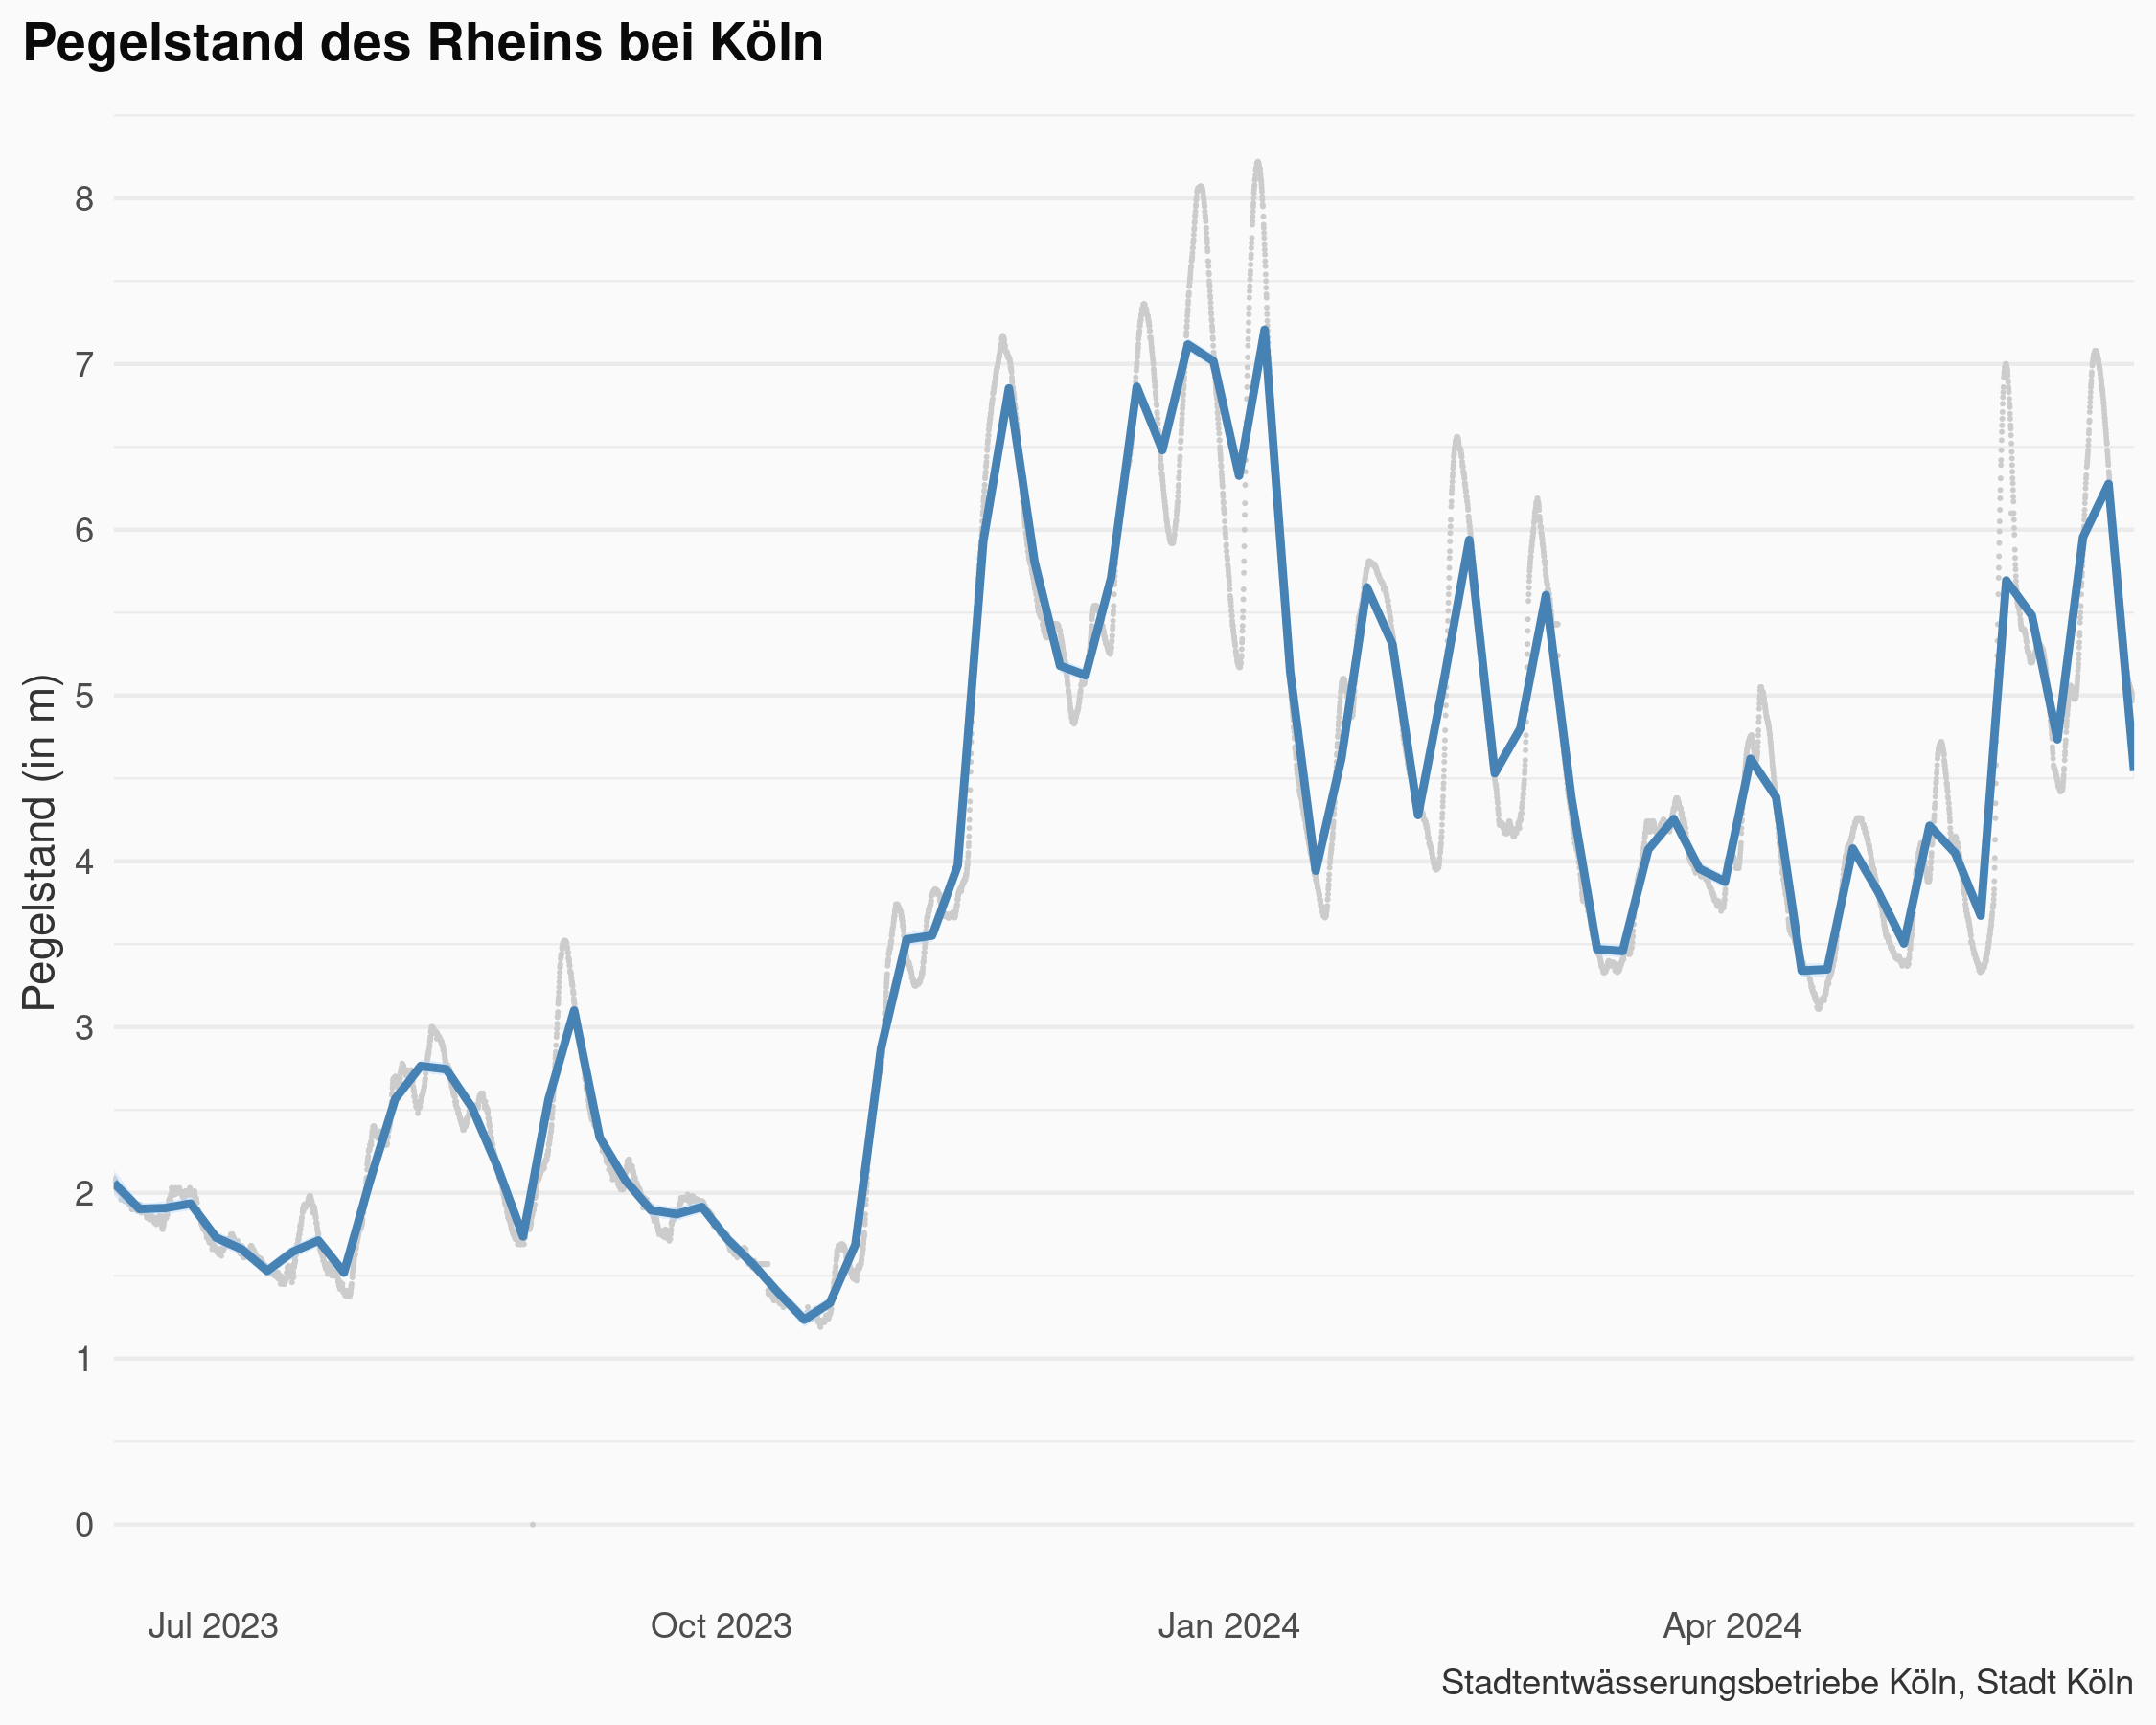 Pegelstand des Rheins bei Köln
Pegelstand (in m)
8
7
6
5
4
3
2
1
0
Jul 2023
Oct 2023
Jan 2024
Apr 2024
Stadtentwässerungsbetriebe Köln, Stadt Köln